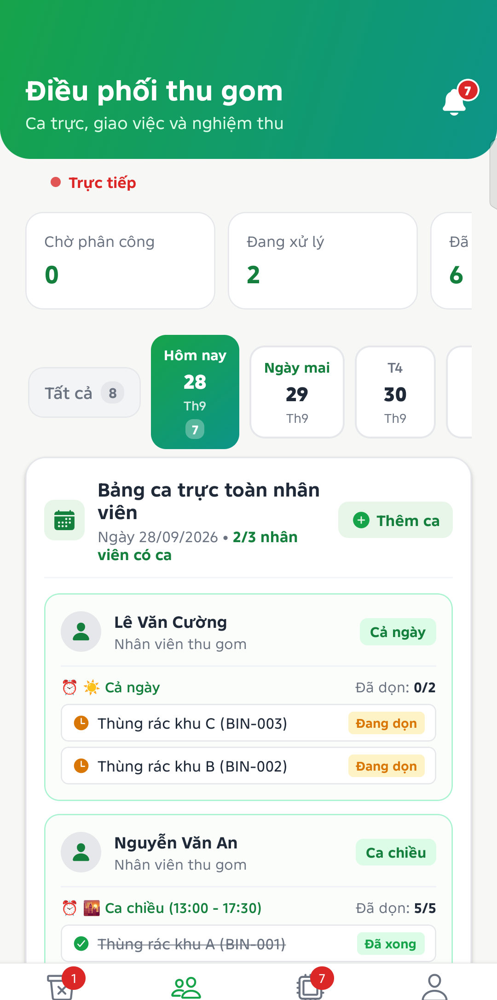 Điều phối thu gom
7
Ca trực, giao việc và nghiệm thu
Trực tiếp
Chờ phân công
0
Đang xử lý
2
Đã
6
Tất cả 8
Hôm nay
28
Th9
7
Ngày mai
29
Th9
T4
30
Th9
Bảng ca trực toàn nhân
viên
Ngày 28/09/2026 • 2/3 nhân
viên có ca
Thêm ca
Lê Văn Cường
Nhân viên thu gom
Cả ngày
Cả ngày
Đã dọn: 0/2
Thùng rác khu C (BIN-003)
Đang dọn
Thùng rác khu B (BIN-002)
Đang dọn
Nguyễn Văn An
Nhân viên thu gom
Ca chiều
Ca chiều (13:00 - 17:30)
Đã dọn: 5/5
Thùng rác khu A (BIN-001)
Đã xong
1
7